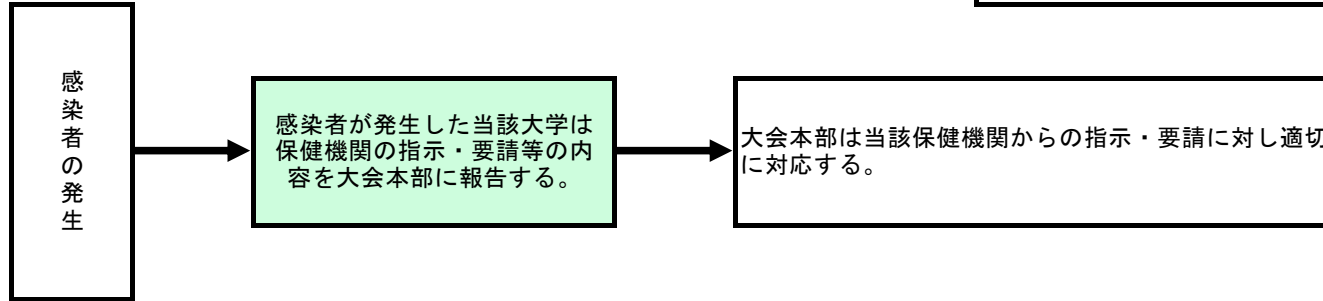 感染者の発生
感染者が発生した当該大学は
保健機関の指示・要請等の内
容を大会本部に報告する。
大会本部は当該保健機関からの指示・要請に対し適切
に対応する。